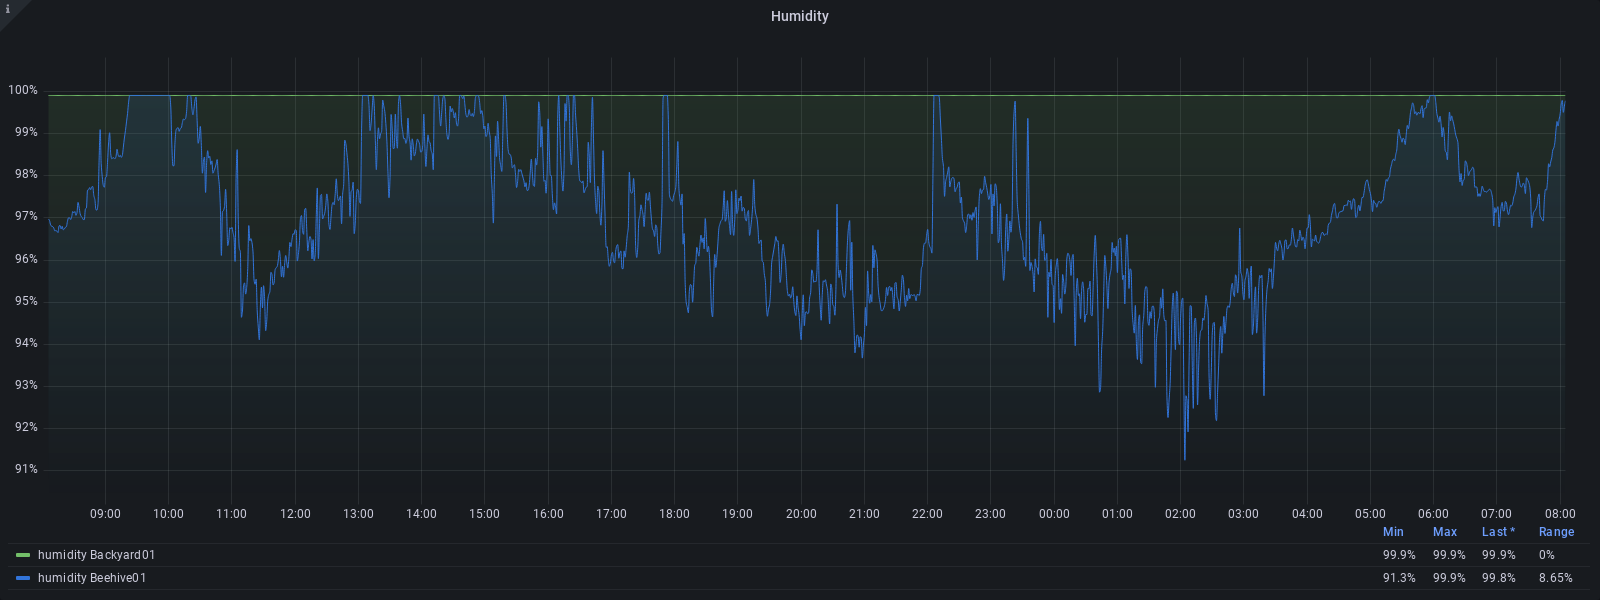 i
Humidity
100%
99%
98%
97%
96%
95%
94%
93%
92%
91%
09:00 10:00 11:00 12:00 13:00 14:00 15:00 16:00 17:00 18:00 19:00 20:00 21:00 22:00 23:00 00:00 01:00 02:00 03:00 04:00 05:00 06:00 07:00 08:00
Min Max Last * Range
humidity Backyard01 99.9% 99.9% 99.9% 0%
humidity Beehive01 91.3% 99.9% 99.8% 8.65%